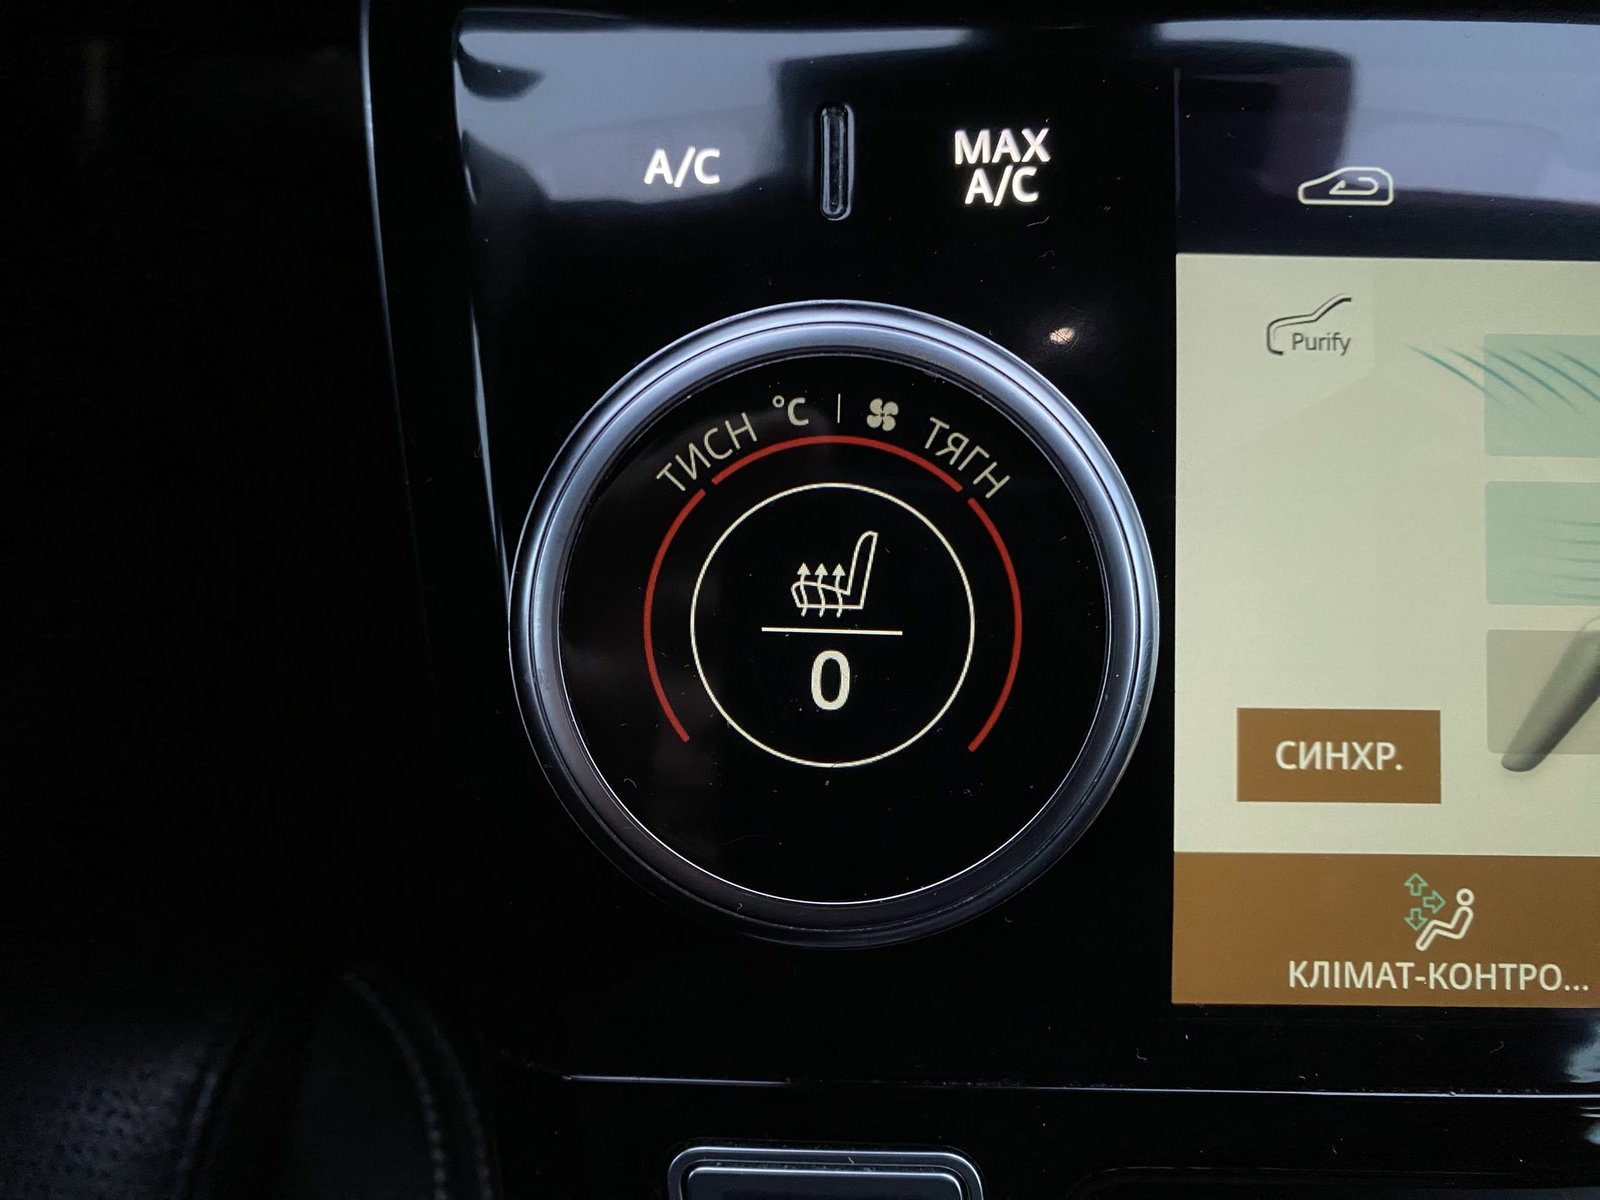 A/C
MAX
A/C
Purify
ТИСН °C | ТЯГН
0
СИНХР.
КЛІМАТ-КОНТРО...